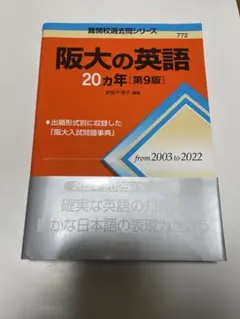 難関校過去問シリーズ
772
阪大の英語
20カ年[第9版]
編著
●出題形式別に収録した
「阪大入試問題事典」
from 2003 to 2022
確実な英語の
かな日本語の表現力